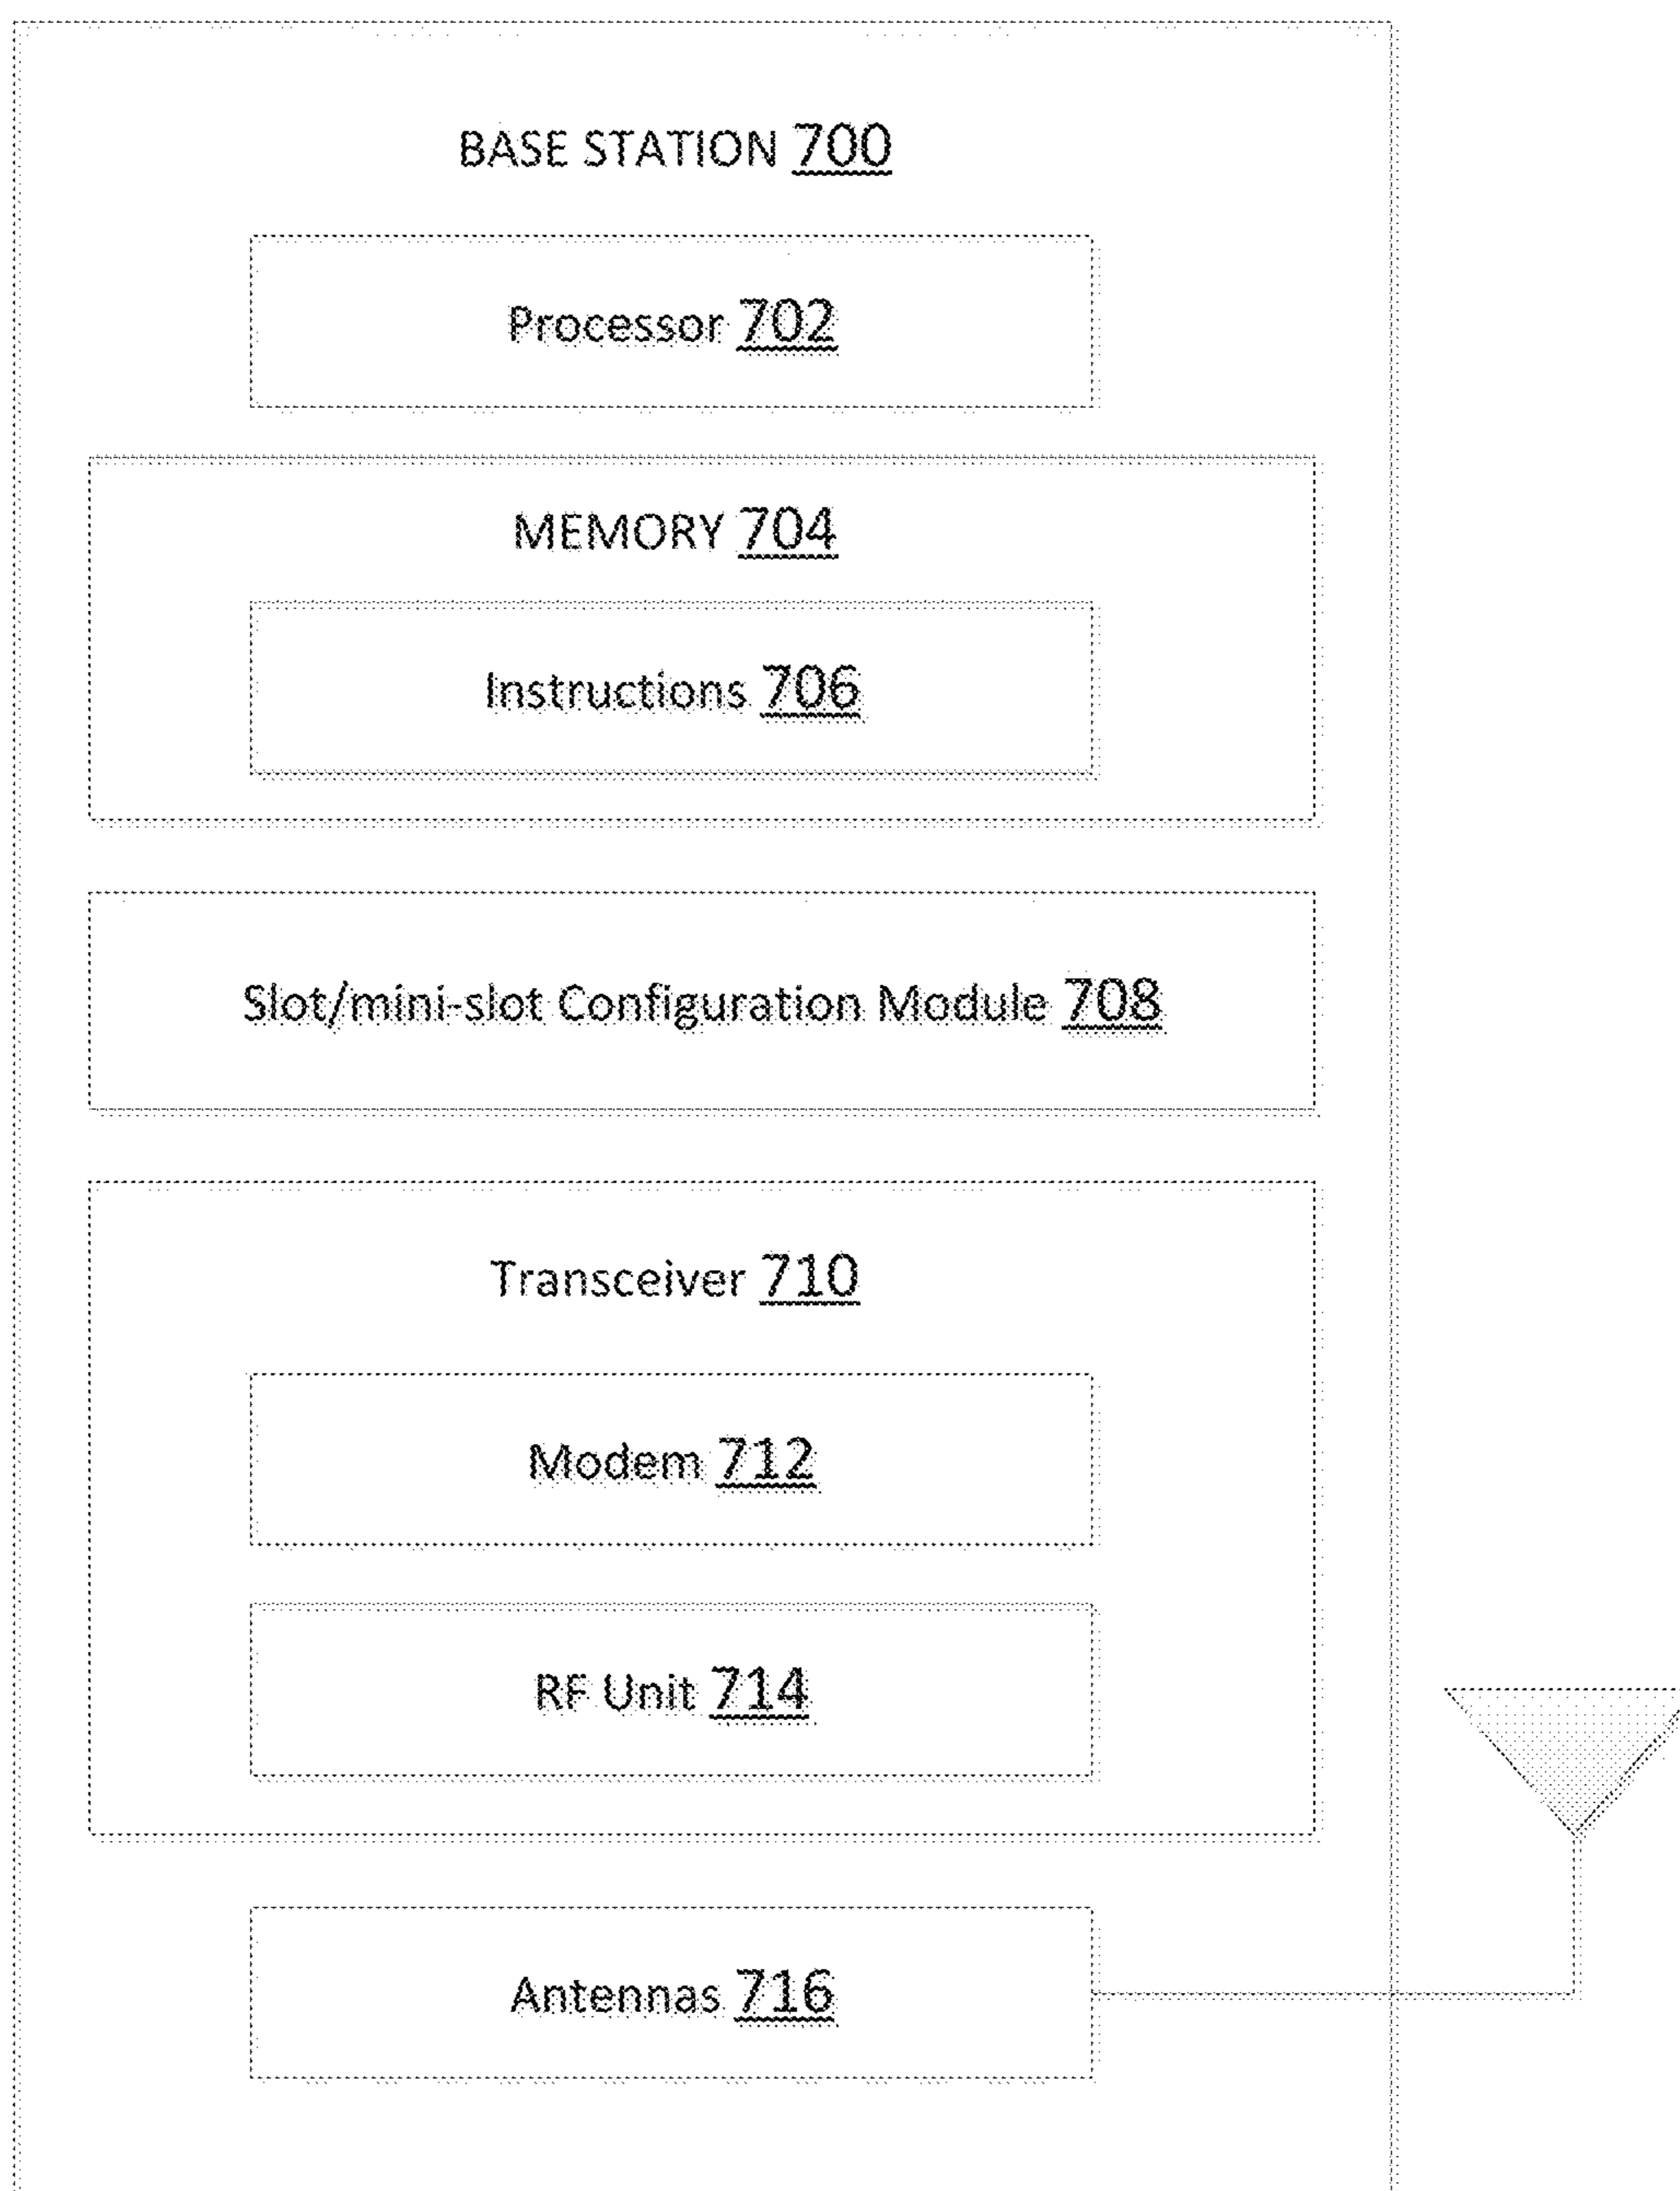 BASE STATION 700
Processor 702
MEMORY 704
Instructions 706
Slot/mini-slot Configuration Module 708
Transceiver 710
Modem 712
RF Unit 714
Antennas 716